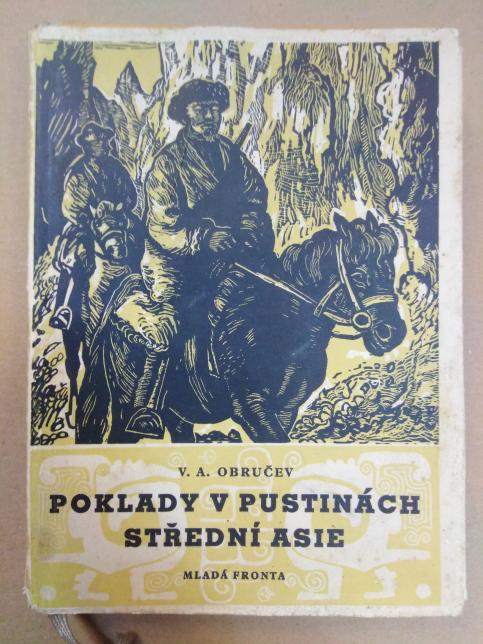 V. A. OBRUČEV
POKLADY V PUSTINÁCH
STŘEDNÍ ASIE
MLADÁ FRONTA